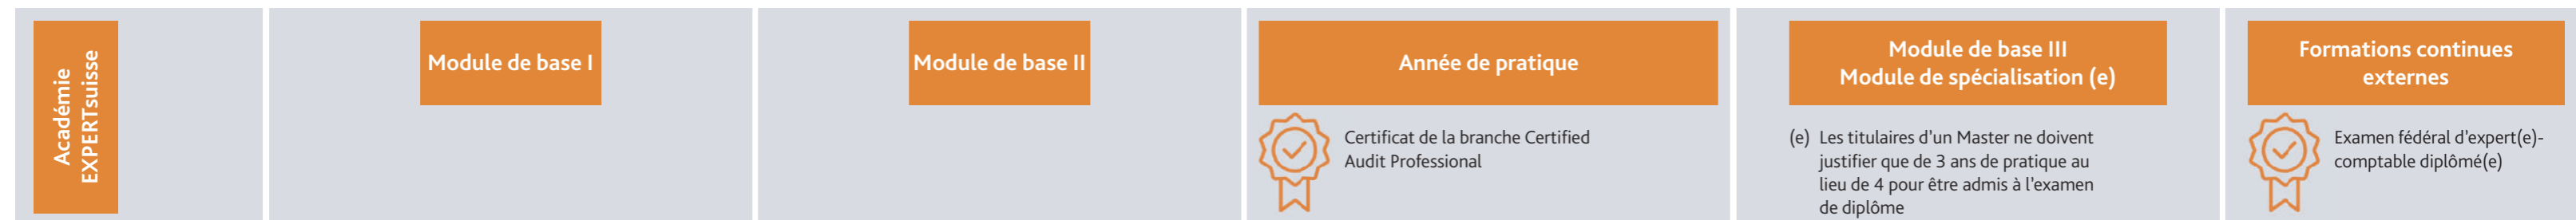 Académie
EXPERTsuisse
Module de base I
Module de base II
Année de pratique
Certificat de la branche Certified
Audit Professional
Module de base III
Module de spécialisation (e)
(e) Les titulaires d'un Master ne doivent
justifier que de 3 ans de pratique au
lieu de 4 pour être admis à l'examen
de diplôme
Formations continues
externes
Examen fédéral d'expert(e)-
comptable diplômé(e)